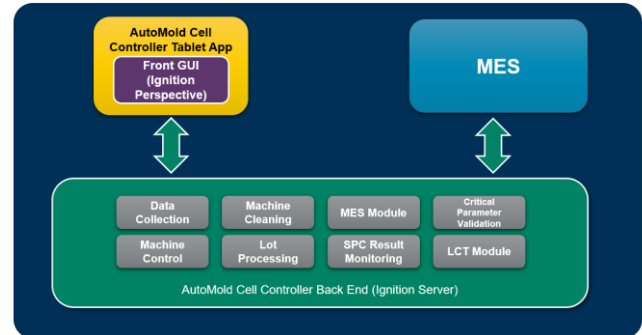 AutoMold Cell
Controller Tablet App
Front GUI
(Ignition
Perspective)
MES
Data
Collection
Machine
Cleaning
MES Module
Critical
Parameter
Validation
Machine
Control
Lot
Processing
SPC Result
Monitoring
LCT Module
AutoMold Cell Controller Back End (Ignition Server)